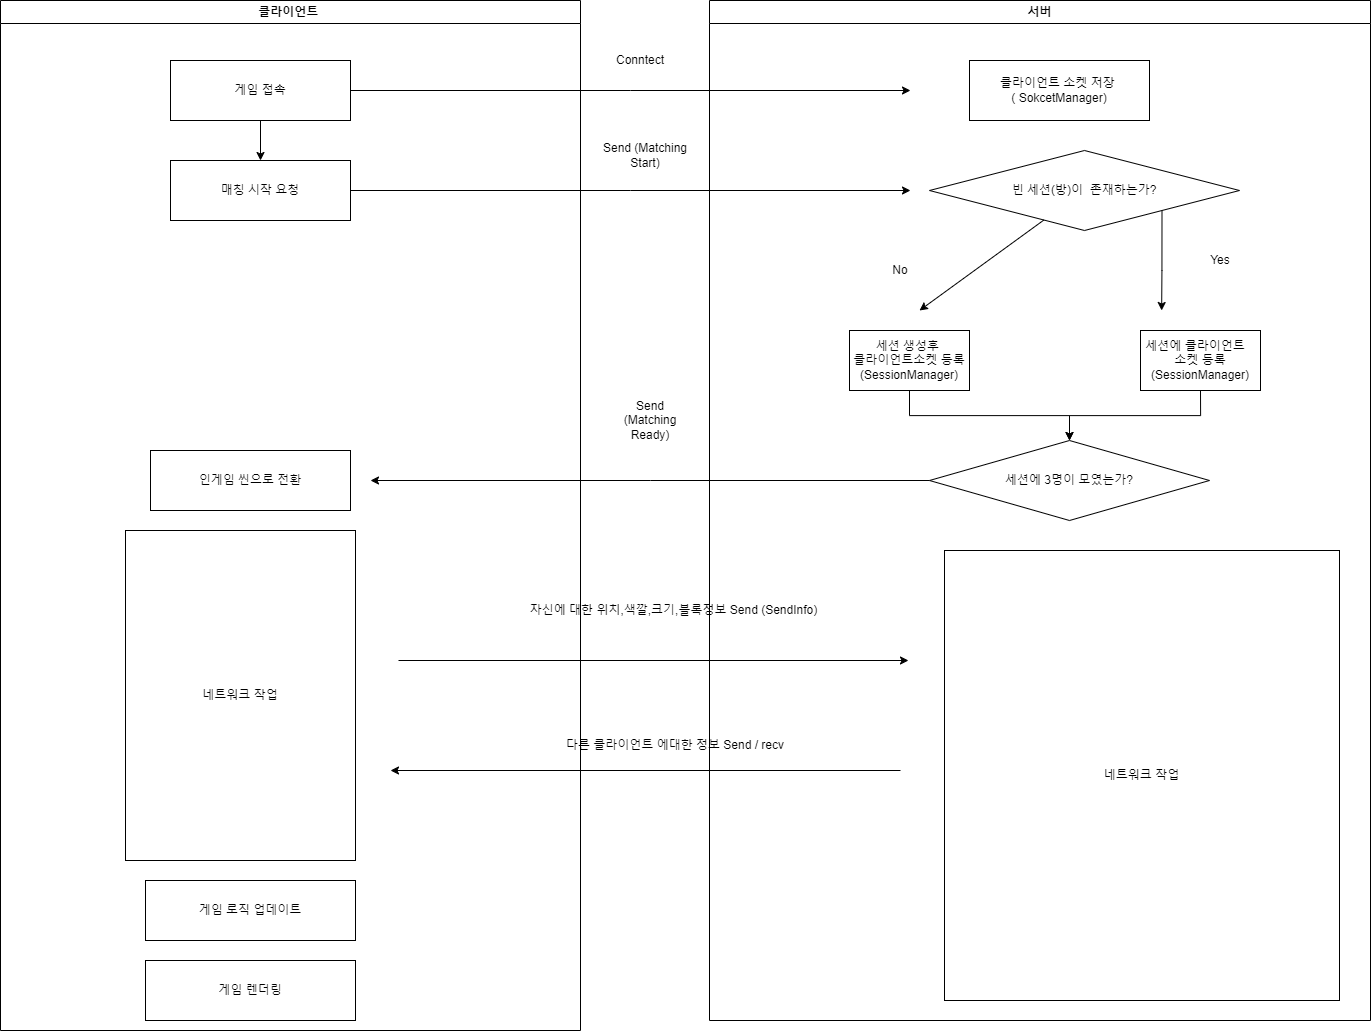 클라이언트
서버
Conntect
게임 접속
클라이언트 소켓 저장
( SokcetManager)
Send (Matching
Start)
매칭 시작 요청
빈 세션(방)이 존재하는가?
No
Yes
세션 생성후
클라이언트소켓 등록
(SessionManager)
세션에 클라이언트
소켓 등록
(SessionManager)
Send
(Matching
Ready)
인게임 씬으로 전환
세션에 3명이 모였는가?
자신에 대한 위치,색깔,크기,블록정보 Send (SendInfo)
네트워크 작업
다른 클라이언트 에대한 정보 Send / recv
네트워크 작업
게임 로직 업데이트
게임 렌더링